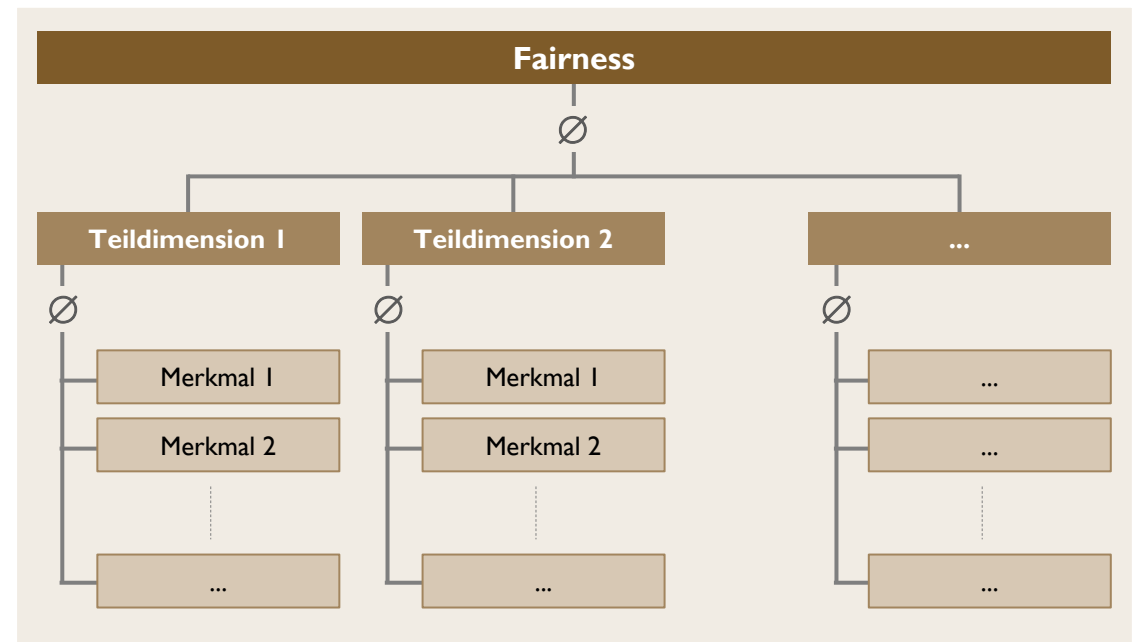 Fairness
∅
Teildimension 1
Teildimension 2
...
∅
∅
∅
Merkmal 1
Merkmal 1
...
Merkmal 2
Merkmal 2
...
...
...
...